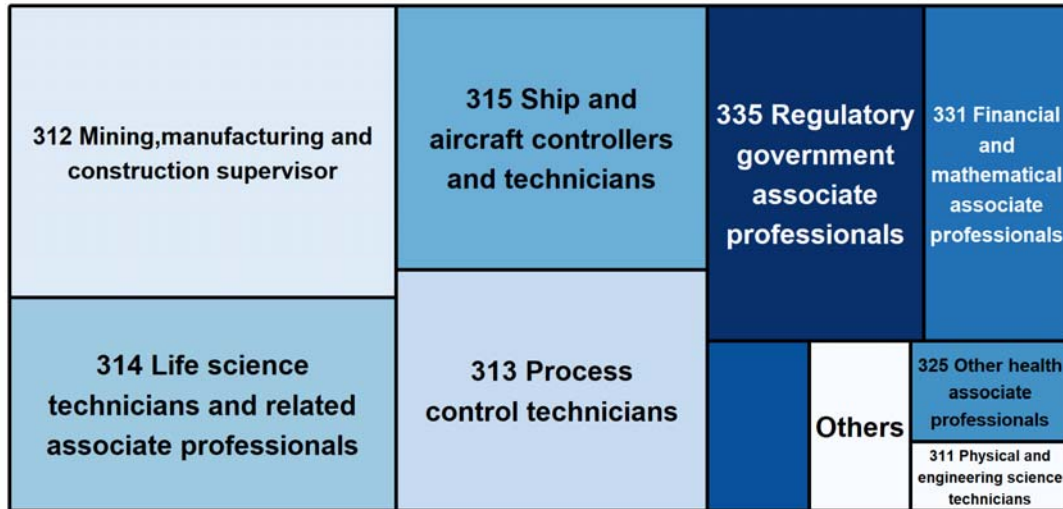 312 Mining,manufacturing and
construction supervisor
314 Life science
technicians and related
associate professionals
315 Ship and
aircraft controllers
and technicians
313 Process
control technicians
335 Regulatory
government
associate
professionals
331 Financial
and
mathematical
associate
professionals
Others
325 Other health
associate
professionals
311 Physical and
engineering science
technicians